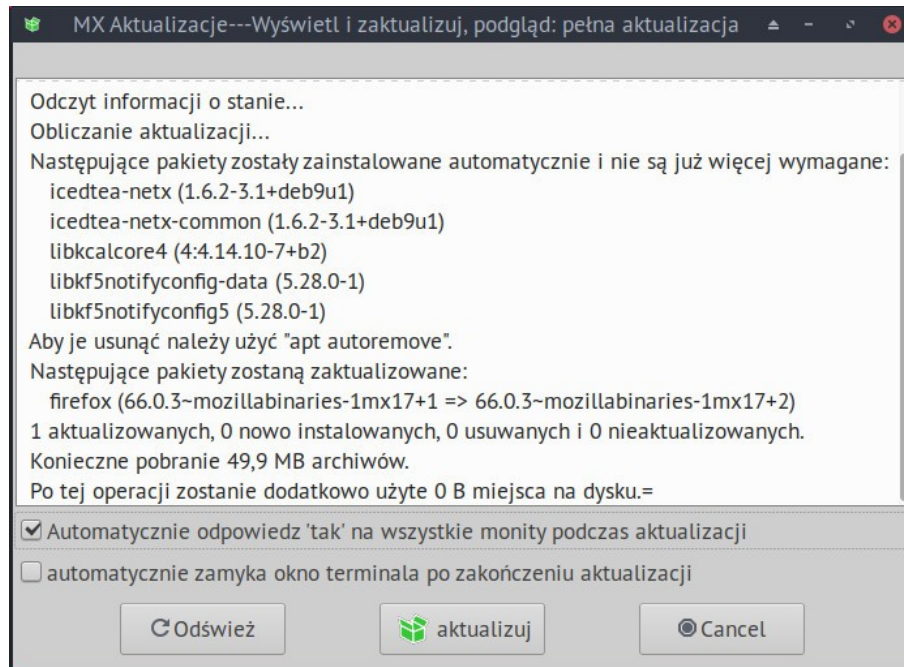 MX Aktualizacje---Wyświetl i zaktualizuj, podgląd: pełna aktualizacja
Odczyt informacji o stanie...
Obliczanie aktualizacji...
Następujące pakiety zostały zainstalowane automatycznie i nie są już więcej wymagane:
icedtea-netx (1.6.2-3.1+deb9u1)
icedtea-netx-common (1.6.2-3.1+deb9u1)
libkcalcore4 (4:4.14.10-7+b2)
libkf5notifyconfig-data (5.28.0-1)
libkf5notifyconfig5 (5.28.0-1)
Aby je usunąć należy użyć "apt autoremove".
Następujące pakiety zostaną zaktualizowane:
firefox (66.0.3~mozillabinaries-1mx17+1 => 66.0.3~mozillabinaries-1mx17+2)
1 aktualizowanych, 0 nowo instalowanych, 0 usuwanych i 0 nieaktualizowanych.
Konieczne pobranie 49,9 MB archiwów.
Po tej operacji zostanie dodatkowo użyte 0 B miejsca na dysku.=
Automatycznie odpowiedz 'tak' na wszystkie monity podczas aktualizacji
automatycznie zamyka okno terminala po zakończeniu aktualizacji
Odśwież
aktualizuj
Cancel